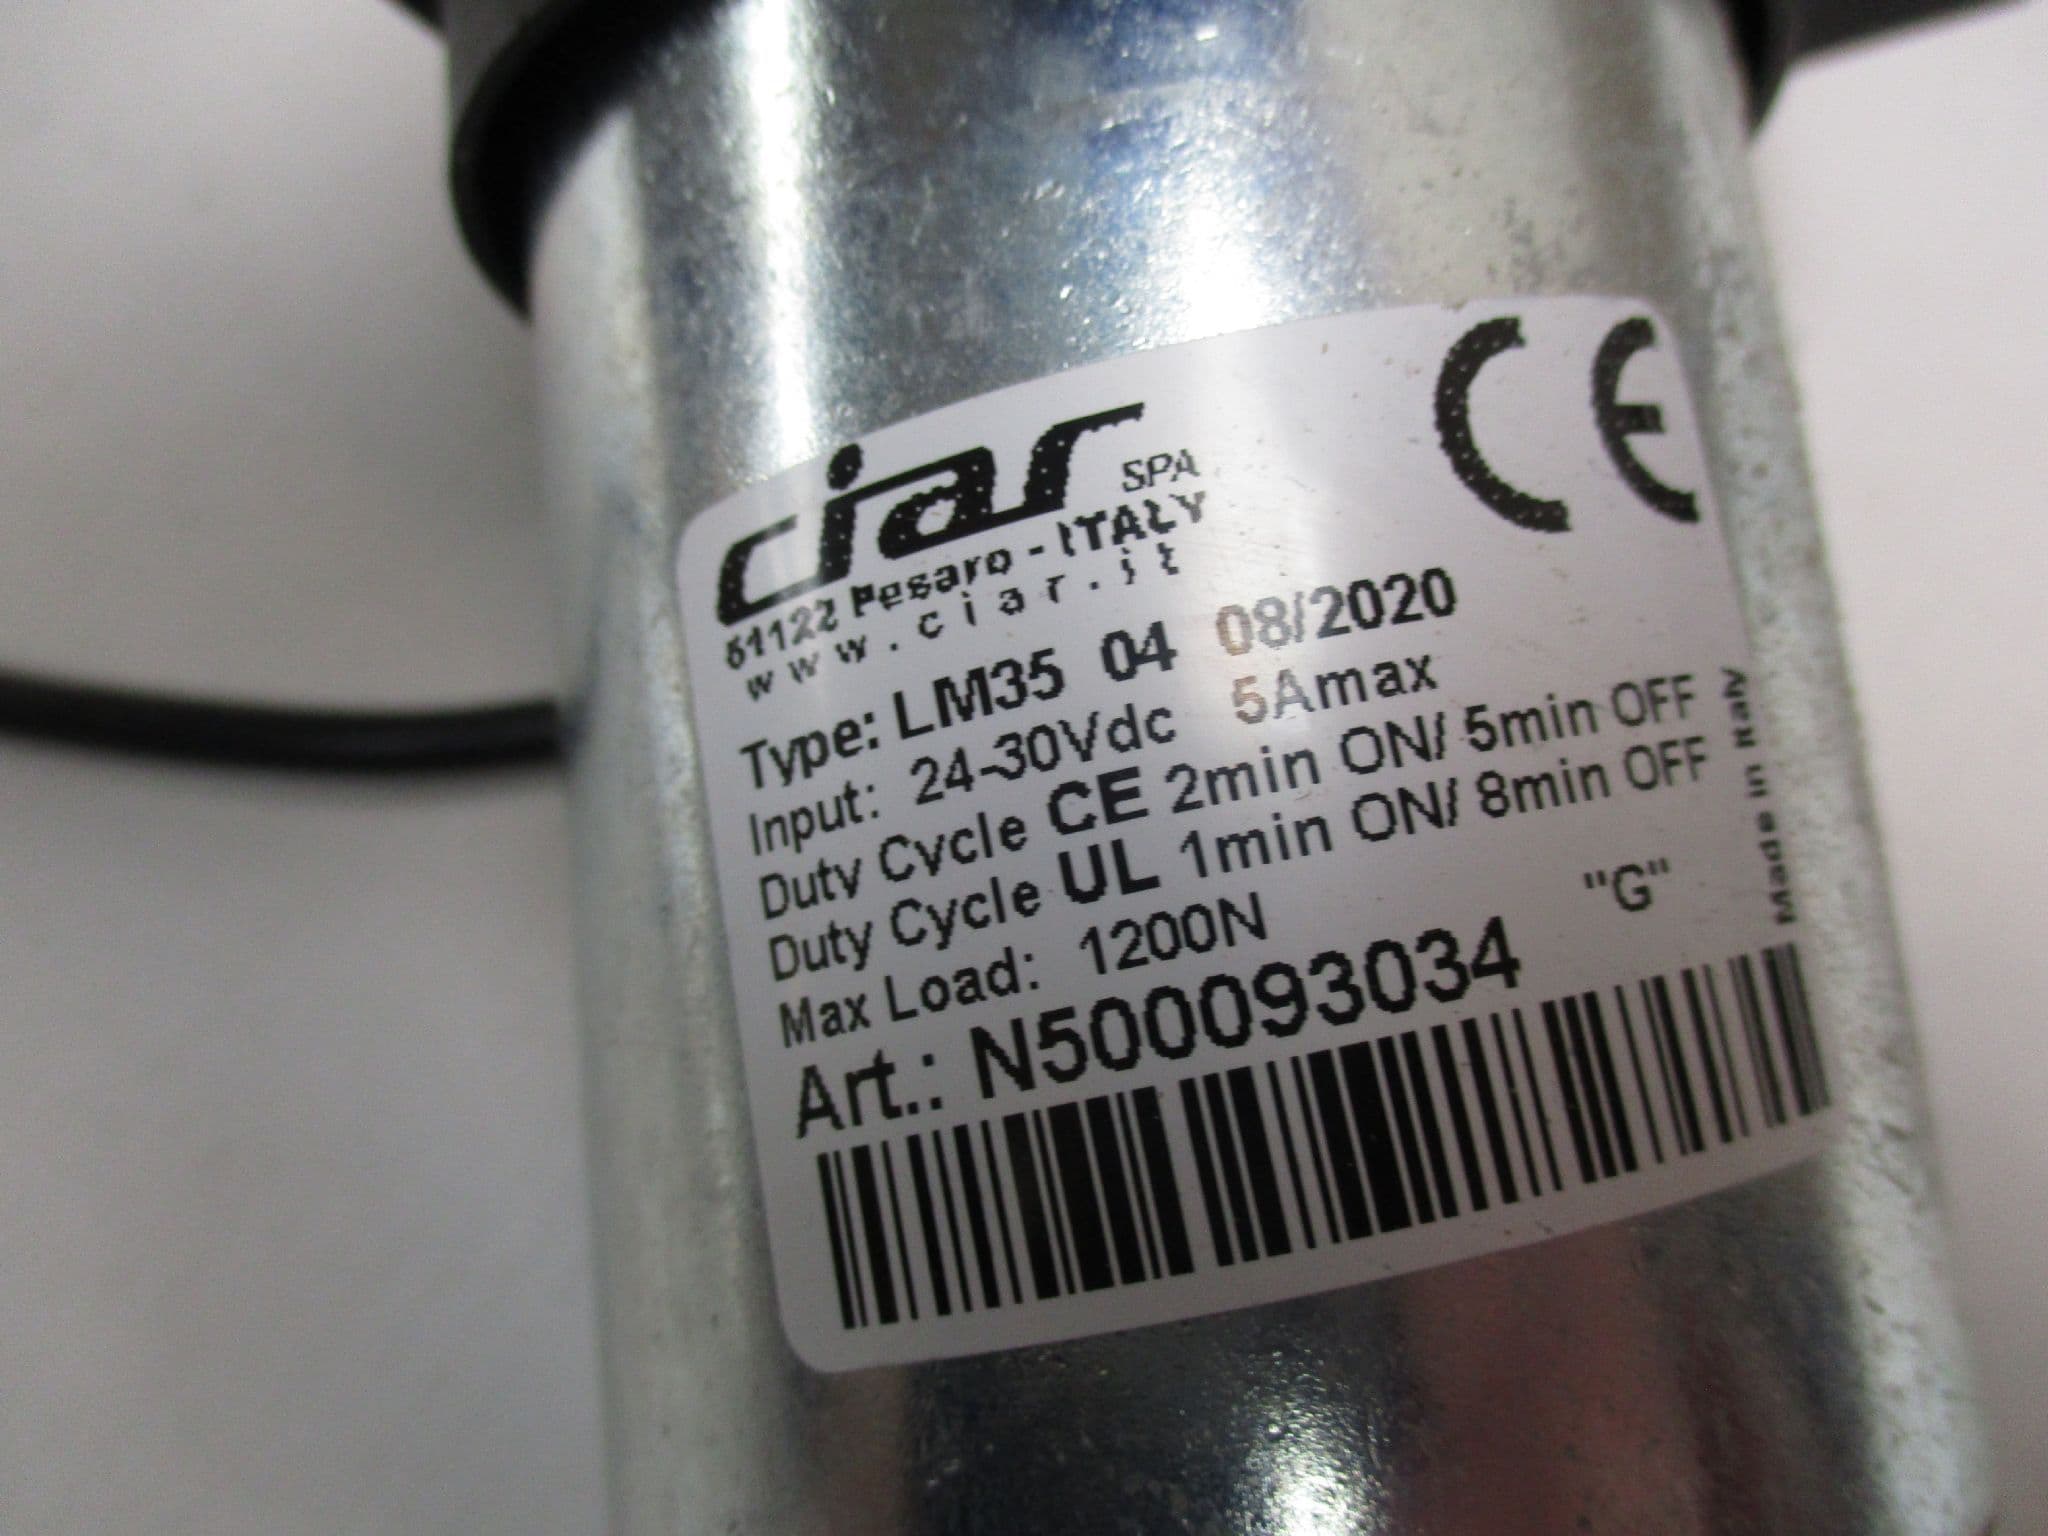 ciar SPA
61122 Pesaro - ITALY
www.ciar.it
CE
Type: LM35 04 08/2020
Input: 24-30Vdc 5Amax
Duty Cycle CE 2min ON/ 5min OFF
Duty Cycle UL 1min ON/ 8min OFF
Max Load: 1200N "G"
Art.: N500093034
Made in Italy